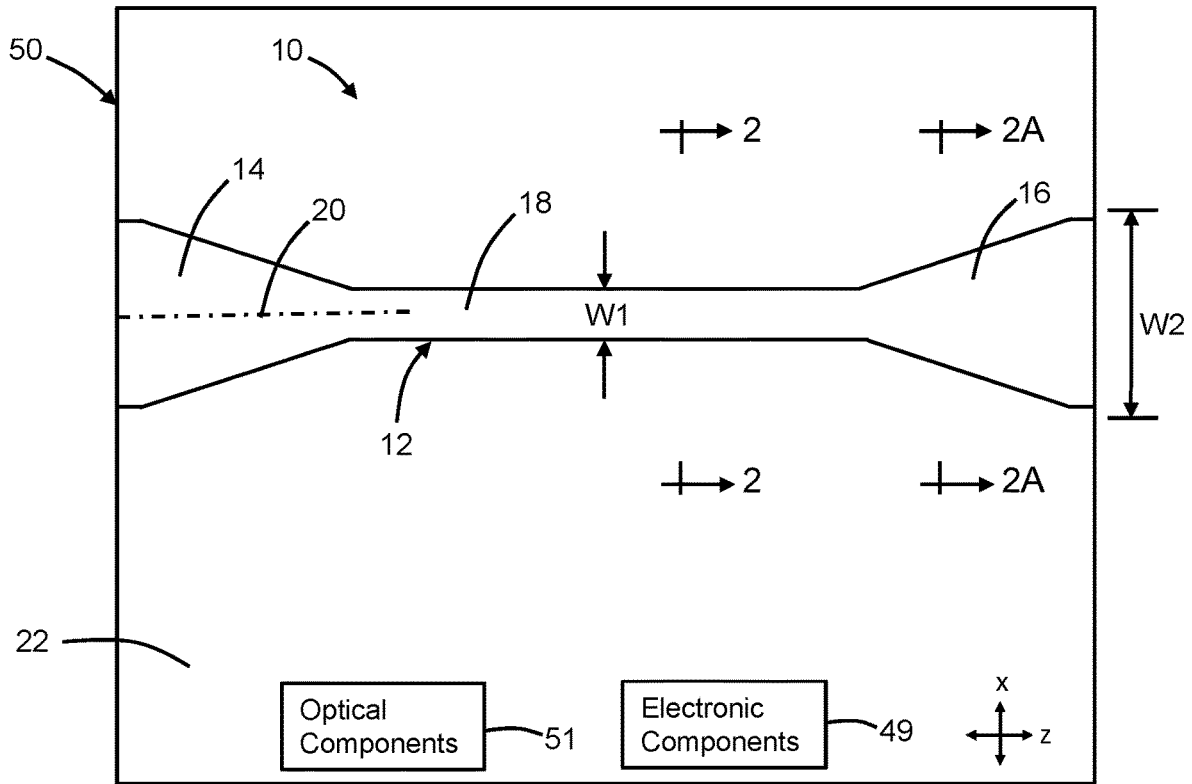 50
10
2
2A
14
20
18
16
W1
W2
12
2
2A
22
Optical
Components
51
Electronic
Components
49
x
z